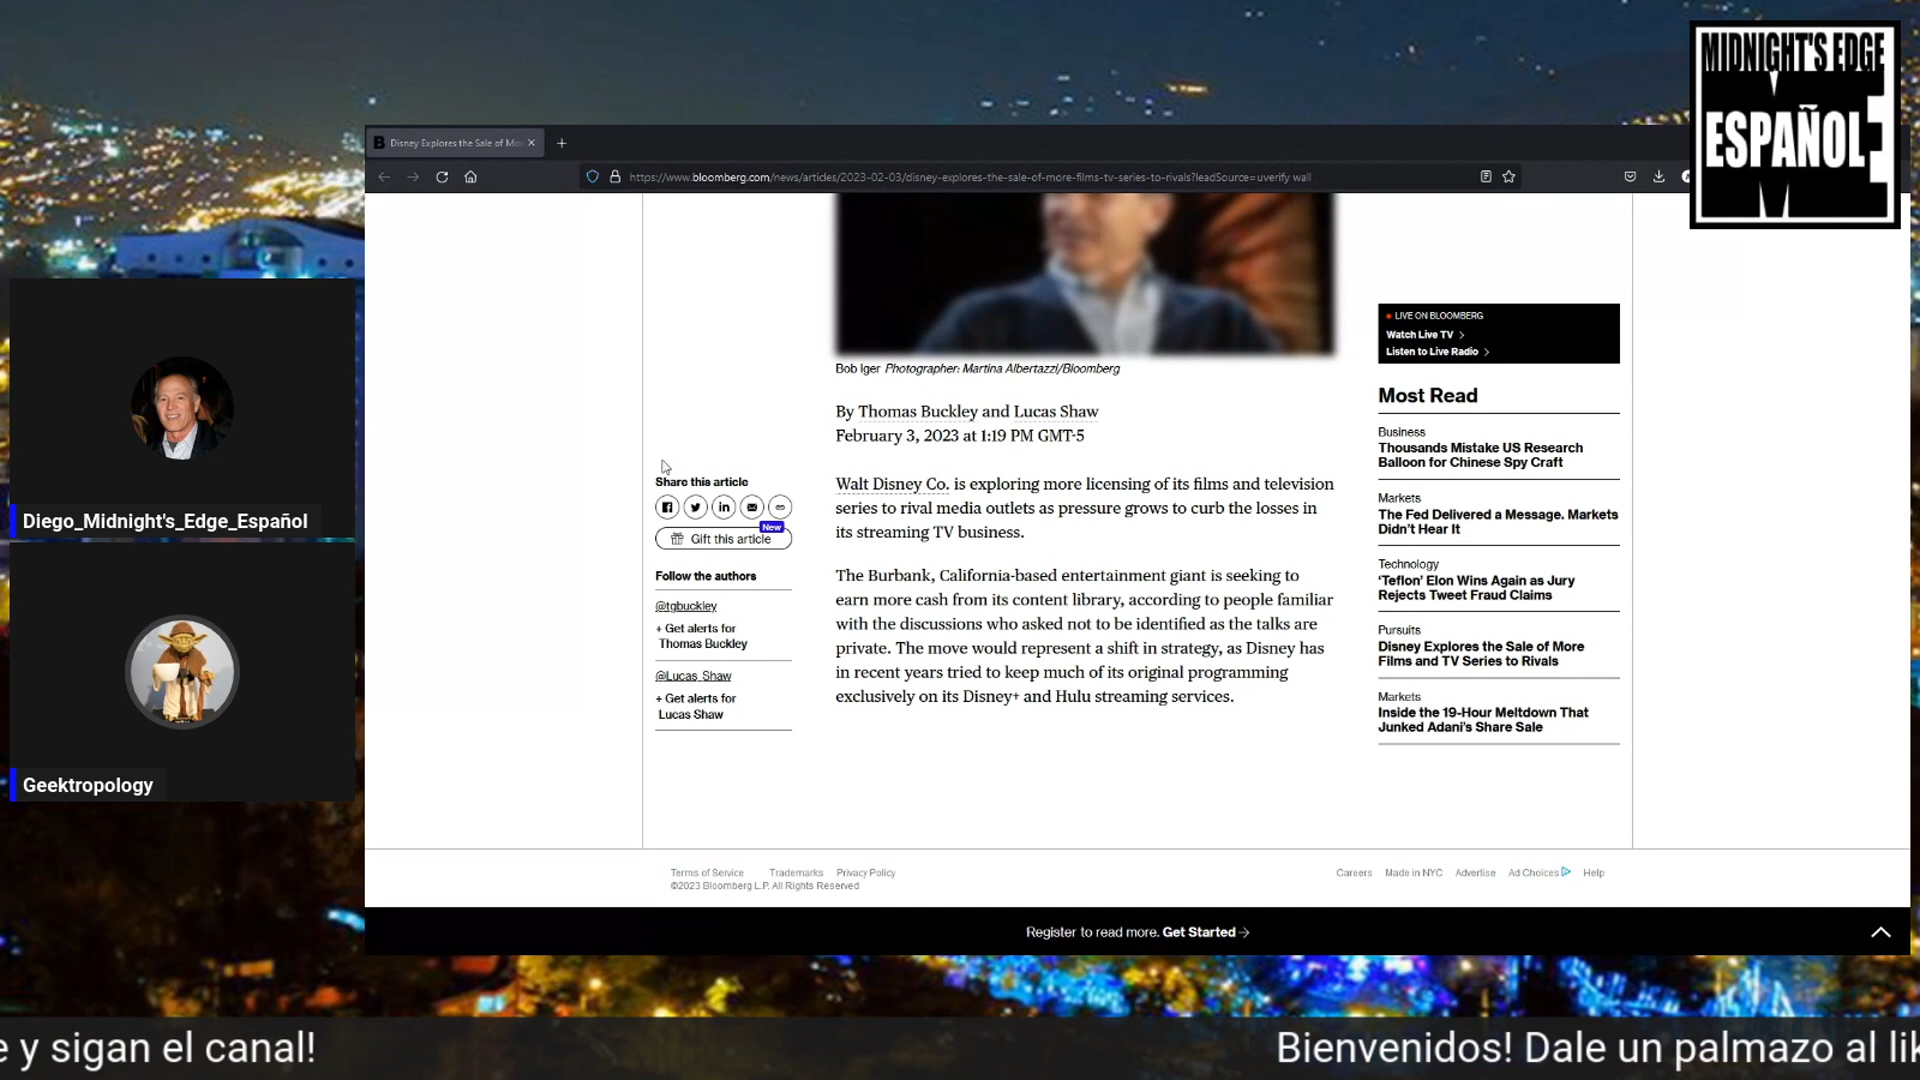 MIDNIGHT'S EDGE
ESPAÑOL
Disney Explores the Sale of Mo
https://www.bloomberg.com/news/articles/2023-02-03/disney-explores-the-sale-of-more-films-tv-series-to-rivals?leadSource=uverify wall
Bob Iger Photographer: Martina Albertazzi/Bloomberg
By Thomas Buckley and Lucas Shaw
February 3, 2023 at 1:19 PM GMT-5
Share this article
New
Gift this article
Follow the authors
@tgbuckley
+ Get alerts for
Thomas Buckley
@Lucas_Shaw
+ Get alerts for
Lucas Shaw
Walt Disney Co. is exploring more licensing of its films and television
series to rival media outlets as pressure grows to curb the losses in
its streaming TV business.
The Burbank, California-based entertainment giant is seeking to
earn more cash from its content library, according to people familiar
with the discussions who asked not to be identified as the talks are
private. The move would represent a shift in strategy, as Disney has
in recent years tried to keep much of its original programming
exclusively on its Disney+ and Hulu streaming services.
LIVE ON BLOOMBERG
Watch Live TV
Listen to Live Radio
Most Read
Business
Thousands Mistake US Research
Balloon for Chinese Spy Craft
Markets
The Fed Delivered a Message. Markets
Didn't Hear It
Technology
'Teflon' Elon Wins Again as Jury
Rejects Tweet Fraud Claims
Pursuits
Disney Explores the Sale of More
Films and TV Series to Rivals
Markets
Inside the 19-Hour Meltdown That
Junked Adani's Share Sale
Diego_Midnight's_Edge_Español
Geektropology
Terms of Service Trademarks Privacy Policy
©2023 Bloomberg L.P. All Rights Reserved
Careers Made in NYC Advertise Ad Choices Help
Register to read more. Get Started
e y sigan el canal!
Bienvenidos! Dale un palmazo al lik